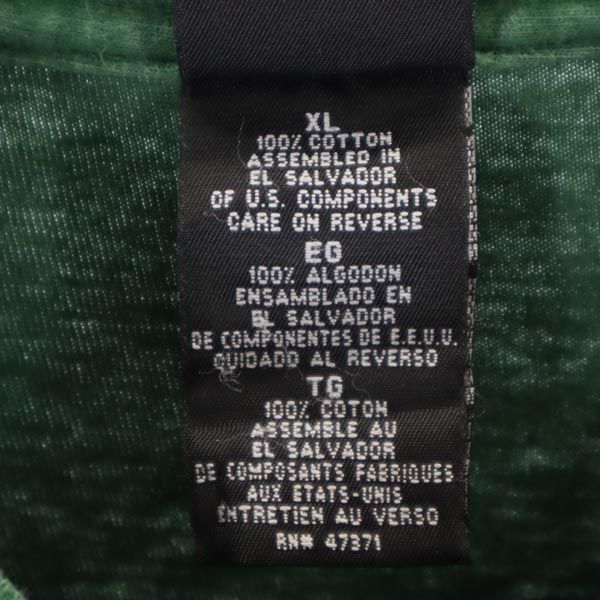 XL
100% COTTON
ASSEMBLED IN
EL SALVADOR
OF U.S. COMPONENTS
CARE ON REVERSE
EG
100% ALGODON
ENSAMBLADO EN
EL SALVADOR
DE COMPONENTES DE E.E.U.U.
CUIDADO AL REVERSO
TG
100% COTON
ASSEMBLE AU
EL SALVADOR
DE COMPOSANTS FABRIQUES
AUX ETATS-UNIS
ENTRETIEN AU VERSO
RN# 47371